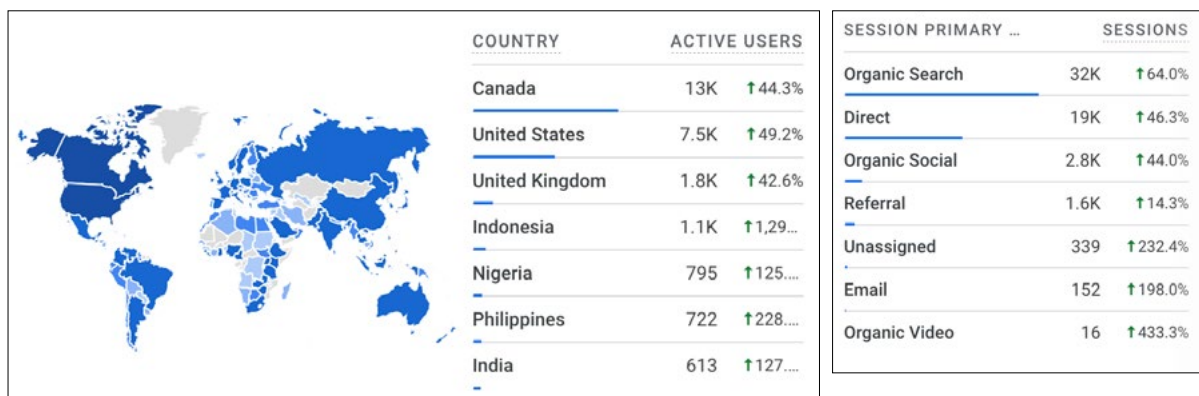 COUNTRY ACTIVE USERS
Canada 13K ↑44.3%
United States 7.5K ↑49.2%
United Kingdom 1.8K ↑42.6%
Indonesia 1.1K ↑1,29...
Nigeria 795 ↑125....
Philippines 722 ↑228....
India 613 ↑127....
SESSION PRIMARY ... SESSIONS
Organic Search 32K ↑64.0%
Direct 19K ↑46.3%
Organic Social 2.8K ↑44.0%
Referral 1.6K ↑14.3%
Unassigned 339 ↑232.4%
Email 152 ↑198.0%
Organic Video 16 ↑433.3%